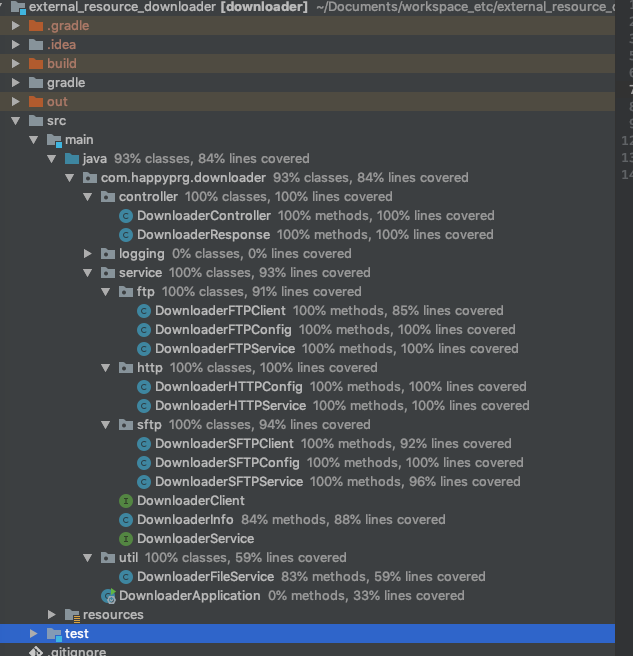 external_resource_downloader [downloader] ~/Documents/workspace_etc/external_resource_
.gradle
.idea
build
gradle
7
out
src
main
12
java 93% classes, 84% lines covered
13
com.happyprg.downloader 93% classes, 84% lines covered
14
controller 100% classes, 100% lines covered
DownloaderController 100% methods, 100% lines covered
DownloaderResponse 100% methods, 100% lines covered
logging 0% classes, 0% lines covered
service 100% classes, 93% lines covered
ftp 100% classes, 91% lines covered
DownloaderFTPClient 100% methods, 85% lines covered
DownloaderFTPConfig 100% methods, 100% lines covered
DownloaderFTPService 100% methods, 100% lines covered
http 100% classes, 100% lines covered
DownloaderHTTPConfig 100% methods, 100% lines covered
DownloaderHTTPService 100% methods, 100% lines covered
sftp 100% classes, 94% lines covered
DownloaderSFTPClient 100% methods, 92% lines covered
DownloaderSFTPConfig 100% methods, 100% lines covered
DownloaderSFTPService 100% methods, 96% lines covered
DownloaderClient
DownloaderInfo 84% methods, 88% lines covered
DownloaderService
util 100% classes, 59% lines covered
DownloaderFileService 83% methods, 59% lines covered
DownloaderApplication 0% methods, 33% lines covered
resources
test
.gitignore